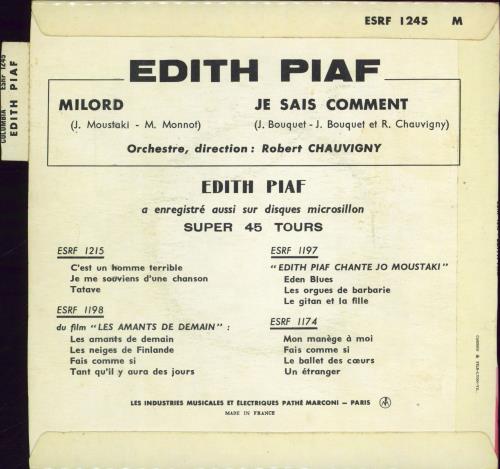 ESRF 1245 M
COLUMBIA ESRF 1245
EDITH PIAF
EDITH PIAF
MILORD
(J. Moustaki - M. Monnot)
JE SAIS COMMENT
(J. Bouquet - J. Bouquet et R. Chauvigny)
Orchestre, direction : Robert CHAUVIGNY
EDITH PIAF
a enregistré aussi sur disques microsillon
SUPER 45 TOURS
ESRF 1215
C'est un homme terrible
Je me souviens d'une chanson
Tatave
ESRF 1198
du film "LES AMANTS DE DEMAIN" :
Les amants de demain
Les neiges de Finlande
Fais comme si
Tant qu'il y aura des jours
ESRF 1197
"EDITH PIAF CHANTE JO MOUSTAKI"
Eden Blues
Les orgues de barbarie
Le gitan et la fille
ESRF 1174
Mon manège à moi
Fais comme si
Le ballet des cœurs
Un étranger
LES INDUSTRIES MUSICALES ET ÉLECTRIQUES PATHÉ MARCONI - PARIS
MADE IN FRANCE